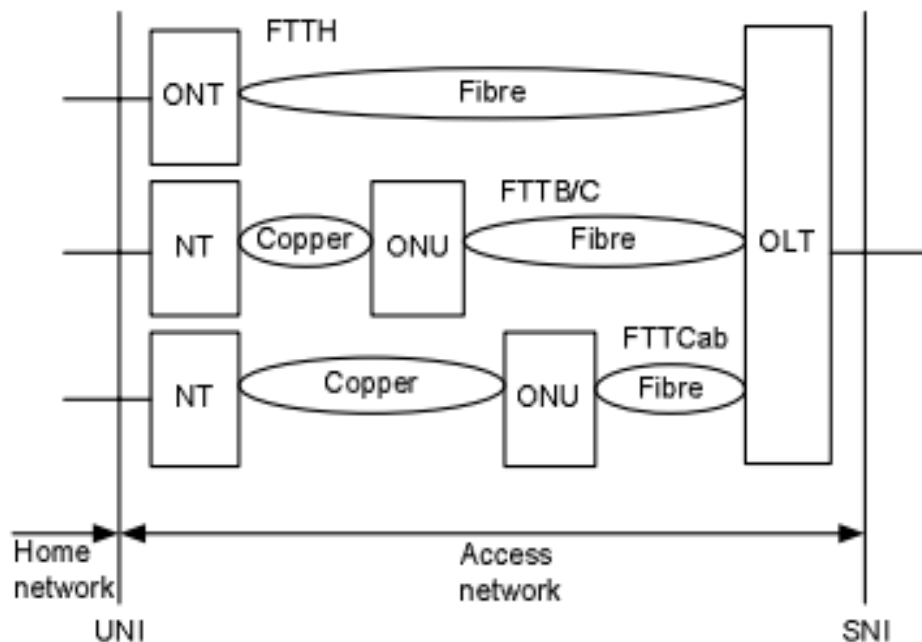 FTTH
ONT
Fibre
FTTB/C
NT
Copper
ONU
Fibre
OLT
FTTCab
NT
Copper
ONU
Fibre
Home
network
Access
network
UNI
SNI